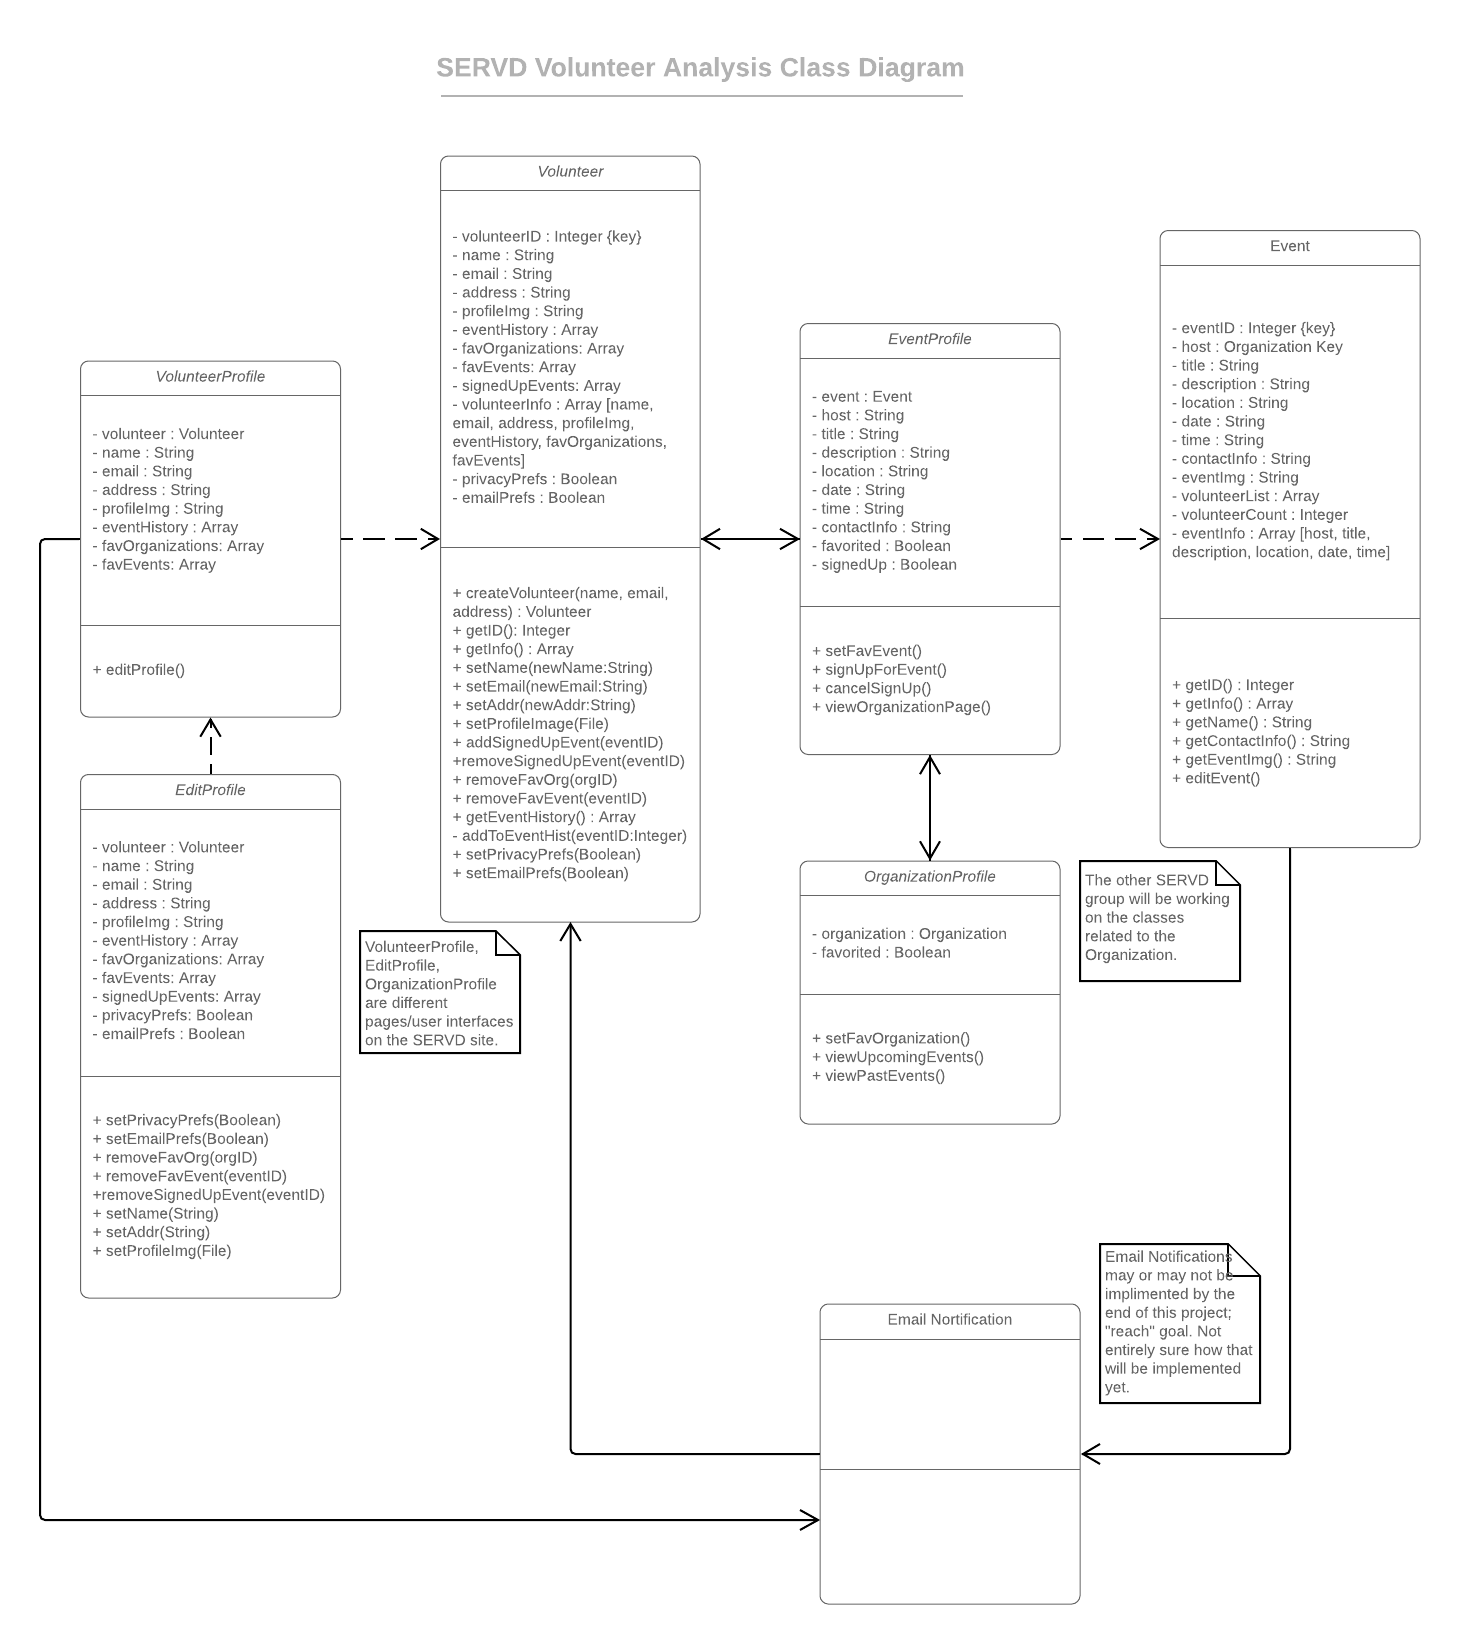 SERVD Volunteer Analysis Class Diagram
Volunteer
- volunteerID : Integer {key}
- name : String
- email : String
- address : String
- profileImg : String
- eventHistory : Array
- favOrganizations: Array
- favEvents: Array
- signedUpEvents: Array
- volunteerInfo : Array [name,
email, address, profileImg,
eventHistory, favOrganizations,
favEvents]
- privacyPrefs : Boolean
- emailPrefs : Boolean
+ createVolunteer(name, email,
address) : Volunteer
+ getID(): Integer
+ getInfo() : Array
+ setName(newName:String)
+ setEmail(newEmail:String)
+ setAddr(newAddr:String)
+ setProfileImage(File)
+ addSignedUpEvent(eventID)
+removeSignedUpEvent(eventID)
+ removeFavOrg(orgID)
+ removeFavEvent(eventID)
+ getEventHistory() : Array
- addToEventHist(eventID:Integer)
+ setPrivacyPrefs(Boolean)
+ setEmailPrefs(Boolean)
Event
- eventID : Integer {key}
- host : Organization Key
- title : String
- description : String
- location : String
- date : String
- time : String
- contactInfo : String
- eventImg : String
- volunteerList : Array
- volunteerCount : Integer
- eventInfo : Array [host, title,
description, location, date, time]
+ getID() : Integer
+ getInfo() : Array
+ getName() : String
+ getContactInfo() : String
+ getEventImg() : String
+ editEvent()
EventProfile
- event : Event
- host : String
- title : String
- description : String
- location : String
- date : String
- time : String
- contactInfo : String
- favorited : Boolean
- signedUp : Boolean
+ setFavEvent()
+ signUpForEvent()
+ cancelSignUp()
+ viewOrganizationPage()
VolunteerProfile
- volunteer : Volunteer
- name : String
- email : String
- address : String
- profileImg : String
- eventHistory : Array
- favOrganizations: Array
- favEvents: Array
+ editProfile()
EditProfile
- volunteer : Volunteer
- name : String
- email : String
- address : String
- profileImg : String
- eventHistory : Array
- favOrganizations: Array
- favEvents: Array
- signedUpEvents: Array
- privacyPrefs: Boolean
- emailPrefs : Boolean
+ setPrivacyPrefs(Boolean)
+ setEmailPrefs(Boolean)
+ removeFavOrg(orgID)
+ removeFavEvent(eventID)
+removeSignedUpEvent(eventID)
+ setName(String)
+ setAddr(String)
+ setProfileImg(File)
VolunteerProfile,
EditProfile,
OrganizationProfile
are different
pages/user interfaces
on the SERVD site.
OrganizationProfile
- organization : Organization
- favorited : Boolean
+ setFavOrganization()
+ viewUpcomingEvents()
+ viewPastEvents()
The other SERVD
group will be working
on the classes
related to the
Organization.
Email Notifications
may or may not be
implimented by the
end of this project;
"reach" goal. Not
entirely sure how that
will be implemented
yet.
Email Nortification